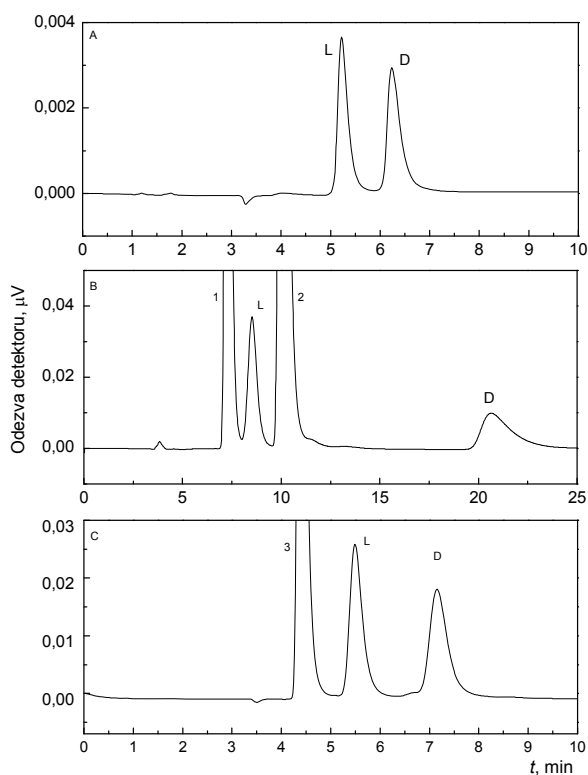 0,004
A
L
D
0,002
0,000
0 1 2 3 4 5 6 7 8 9 10
Odezva detektoru, µV
B
1
L
2
0,04
D
0,02
0,00
0 5 10 15 20 25
0,03
C
3
L
D
0,02
0,01
0,00
0 1 2 3 4 5 6 7 8 9 10
t, min